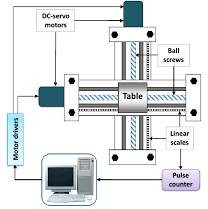 DC-servo
motors
Ball
screws
Table
Motor drivers
Linear
scales
Pulse
counter